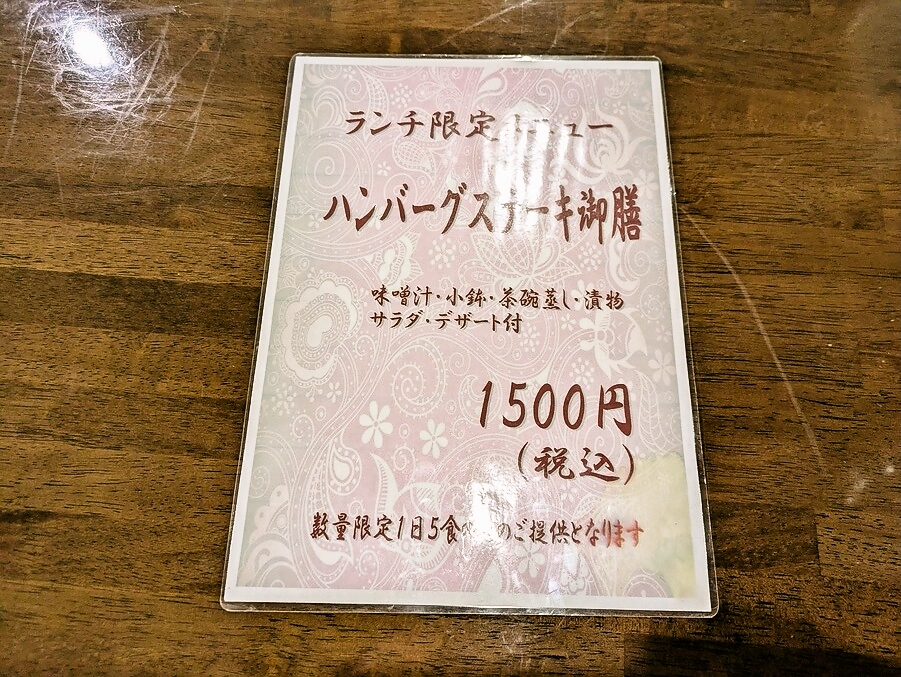 ランチ限定メニュー
ハンバーグステーキ御膳
味噌汁・小鉢・茶碗蒸し・漬物
サラダ・デザート付
1500円
(税込)
数量限定1日5食 のご提供となります